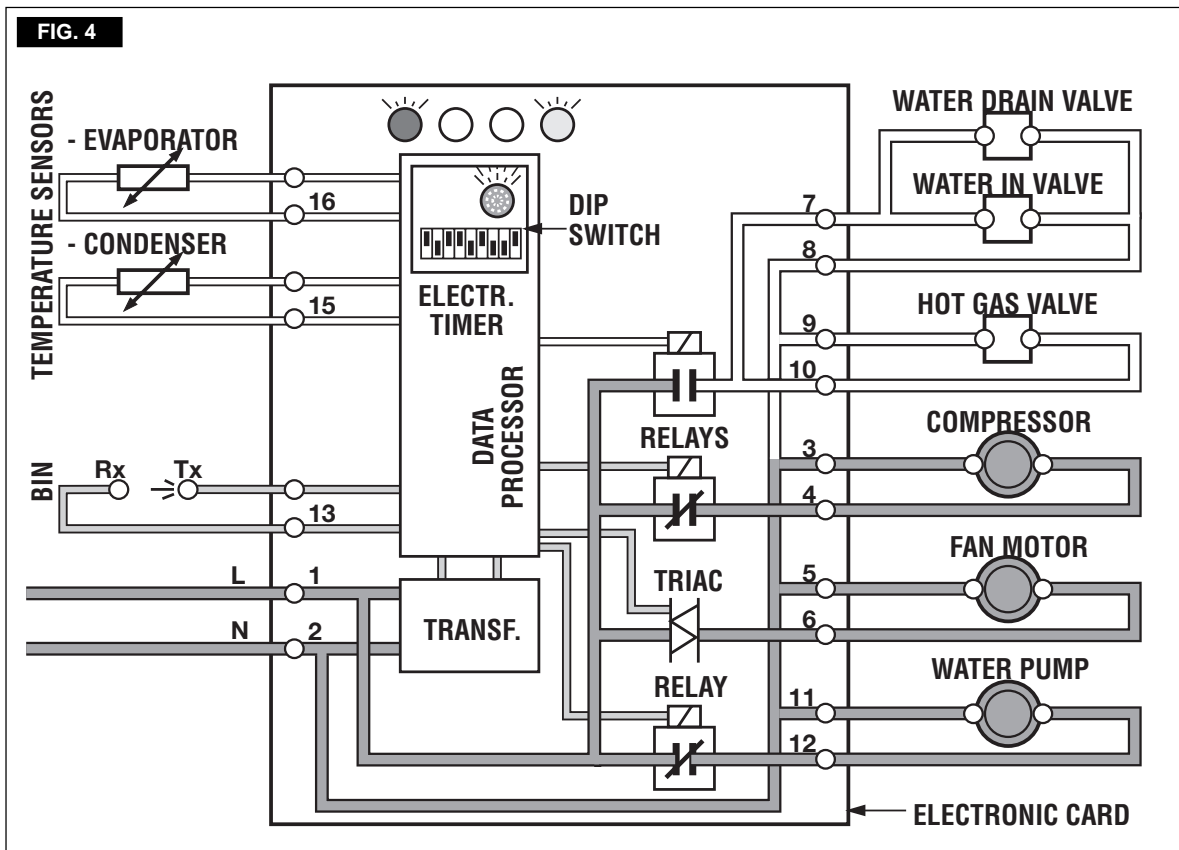 FIG. 4
TEMPERATURE SENSORS
- EVAPORATOR
16
- CONDENSER
15
BIN
Rx
Tx
13
L
1
N
2
DIP
SWITCH
ELECTR.
TIMER
DATA
PROCESSOR
TRANSF.
RELAYS
TRIAC
RELAY
WATER DRAIN VALVE
WATER IN VALVE
7
8
HOT GAS VALVE
9
10
COMPRESSOR
3
4
FAN MOTOR
5
6
WATER PUMP
11
12
ELECTRONIC CARD